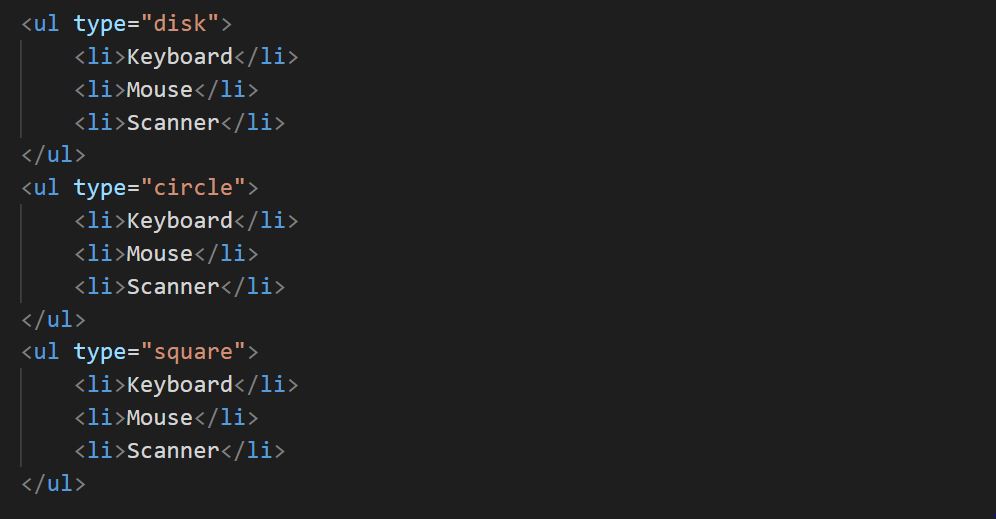 <ul type="disk">
    <li>Keyboard</li>
    <li>Mouse</li>
    <li>Scanner</li>
</ul>
<ul type="circle">
    <li>Keyboard</li>
    <li>Mouse</li>
    <li>Scanner</li>
</ul>
<ul type="square">
    <li>Keyboard</li>
    <li>Mouse</li>
    <li>Scanner</li>
</ul>